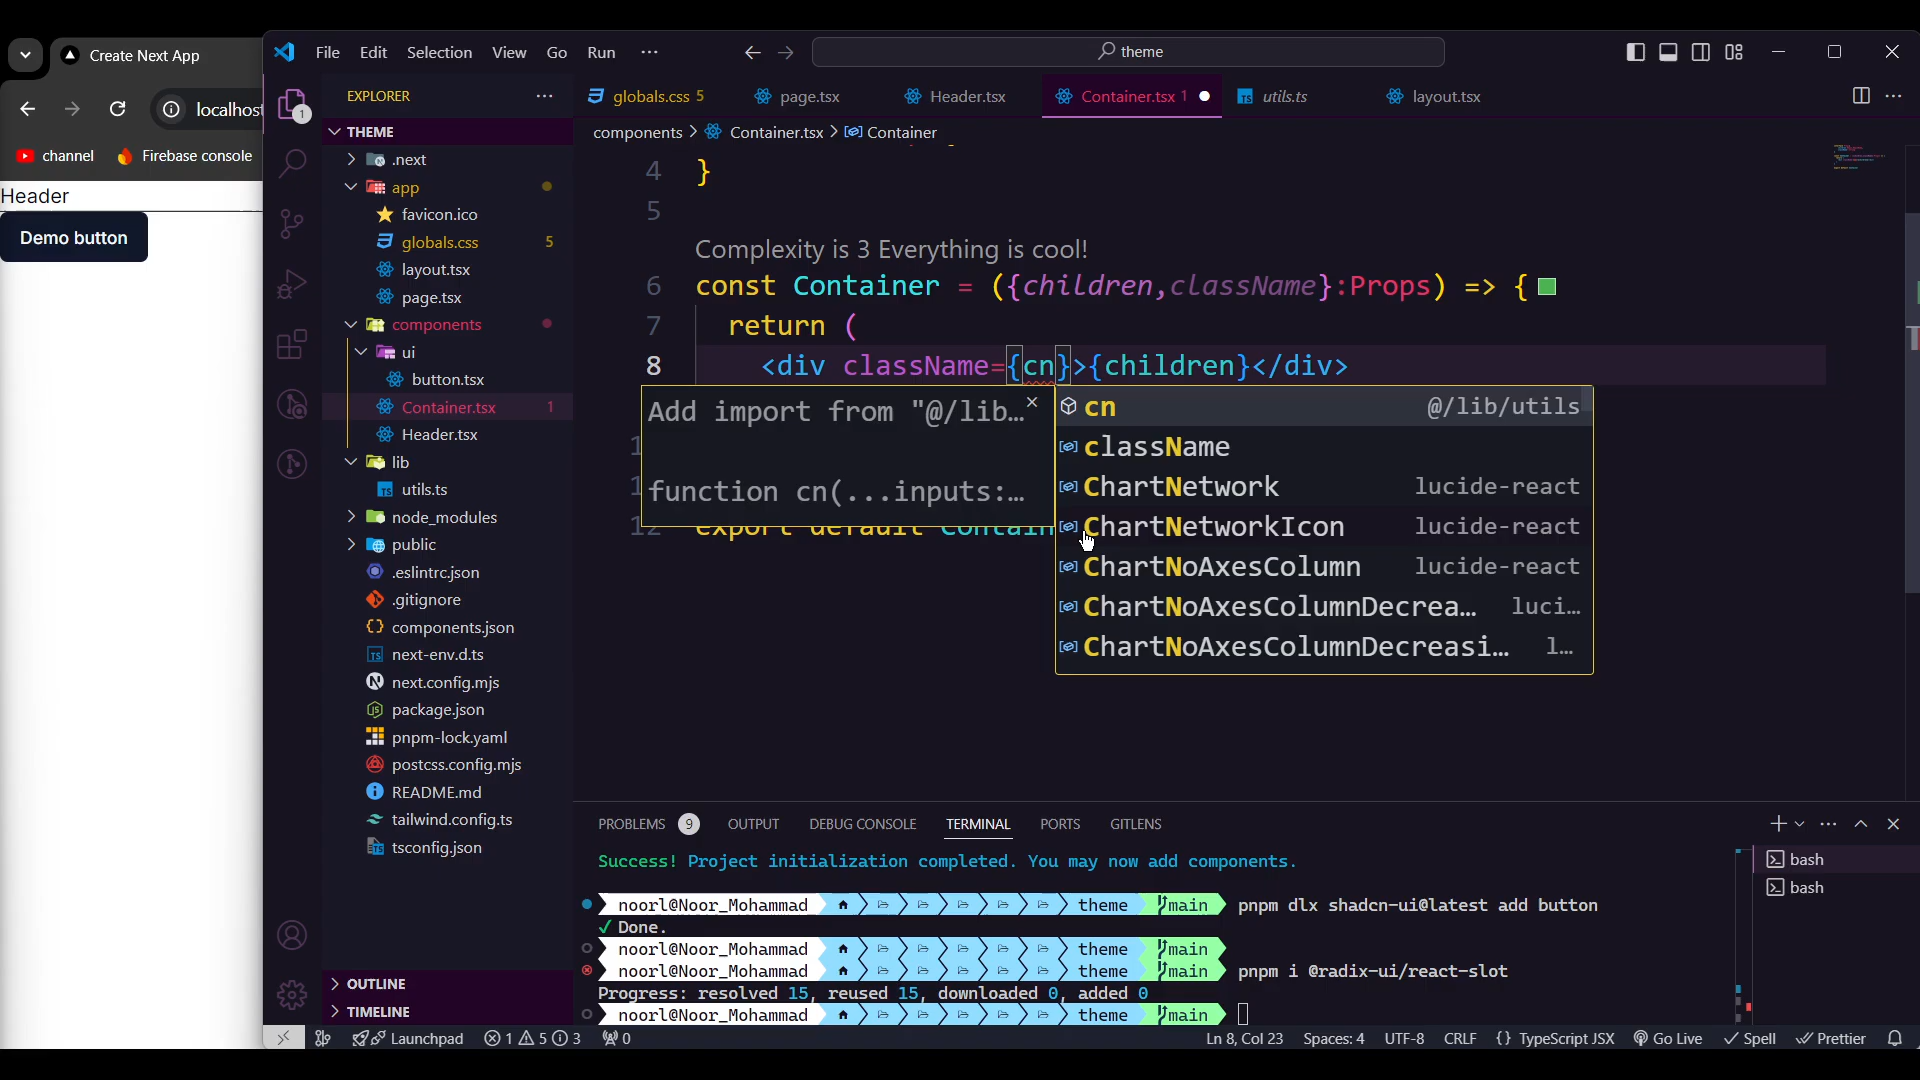 Create Next App
File Edit Selection View Go Run
theme
localhost
channel
Firebase console
Header
Demo button
EXPLORER
THEME
.next
app
favicon.ico
globals.css 5
layout.tsx
page.tsx
components
ui
button.tsx
Container.tsx 1
Header.tsx
lib
utils.ts
node_modules
public
.eslintrc.json
.gitignore
components.json
next-env.d.ts
next.config.mjs
package.json
pnpm-lock.yaml
postcss.config.mjs
README.md
tailwind.config.ts
tsconfig.json
OUTLINE
TIMELINE
1
globals.css 5
page.tsx
Header.tsx
Container.tsx 1
utils.ts
layout.tsx
components > Container.tsx > Container
4 }
5
Complexity is 3 Everything is cool!
6 const Container = ({children,className}:Props) => {
7 return (
8 <div className={cn}>{children}</div>
Add import from "@/lib…
function cn(...inputs:…
12 export default Contain
cn @/lib/utils
className
ChartNetwork lucide-react
ChartNetworkIcon lucide-react
ChartNoAxesColumn lucide-react
ChartNoAxesColumnDecrea… luci…
ChartNoAxesColumnDecreasi… l…
PROBLEMS 9 OUTPUT DEBUG CONSOLE TERMINAL PORTS GITLENS
Success! Project initialization completed. You may now add components.
noorl@Noor_Mohammad theme main pnpm dlx shadcn-ui@latest add button
✓ Done.
noorl@Noor_Mohammad theme main
noorl@Noor_Mohammad theme main pnpm i @radix-ui/react-slot
Progress: resolved 15, reused 15, downloaded 0, added 0
noorl@Noor_Mohammad theme main
bash
bash
Launchpad 1 5 3 0 Ln 8, Col 23 Spaces: 4 UTF-8 CRLF {} TypeScript JSX Go Live Spell Prettier